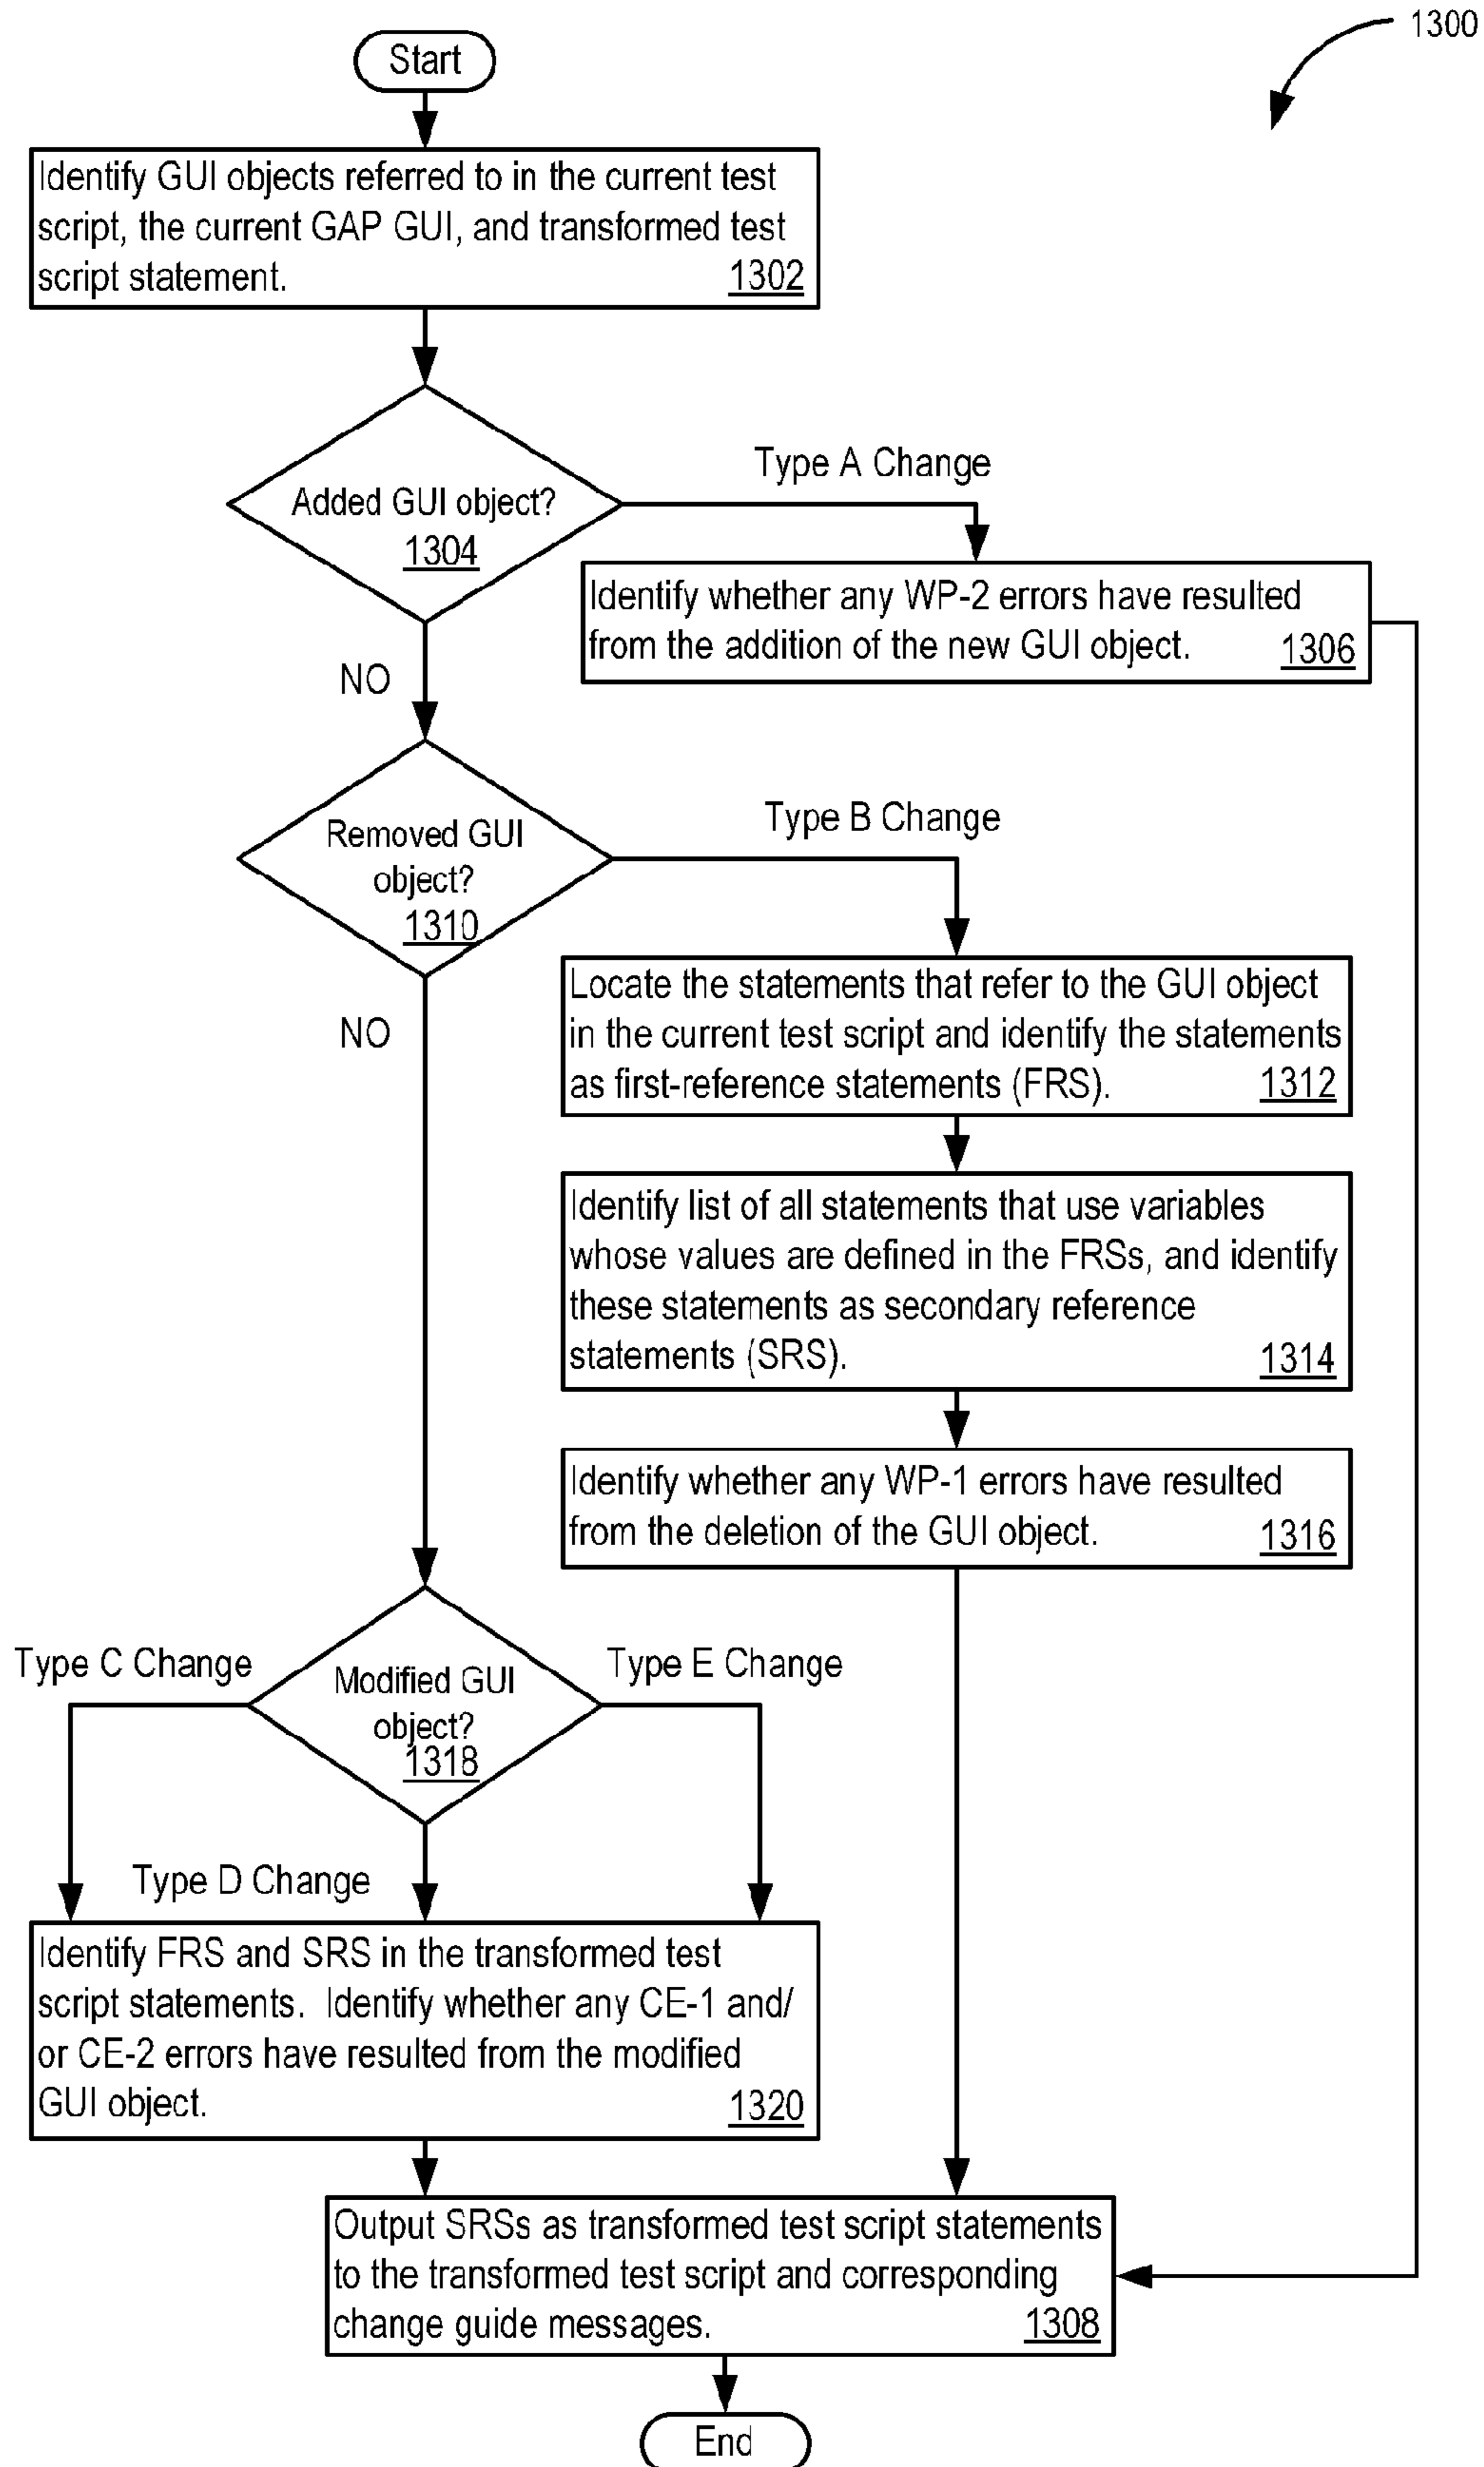 1300
Start
Identify GUI objects referred to in the current test
script, the current GAP GUI, and transformed test
script statement.
1302
Added GUI object?
1304
Type A Change
Identify whether any WP-2 errors have resulted
from the addition of the new GUI object.
1306
NO
Removed GUI
object?
1310
Type B Change
NO
Locate the statements that refer to the GUI object
in the current test script and identify the statements
as first-reference statements (FRS).
1312
Identify list of all statements that use variables
whose values are defined in the FRSs, and identify
these statements as secondary reference
statements (SRS).
1314
Identify whether any WP-1 errors have resulted
from the deletion of the GUI object.
1316
Type C Change
Modified GUI
object?
1318
Type E Change
Type D Change
Identify FRS and SRS in the transformed test
script statements. Identify whether any CE-1 and/
or CE-2 errors have resulted from the modified
GUI object.
1320
Output SRSs as transformed test script statements
to the transformed test script and corresponding
change guide messages.
1308
End